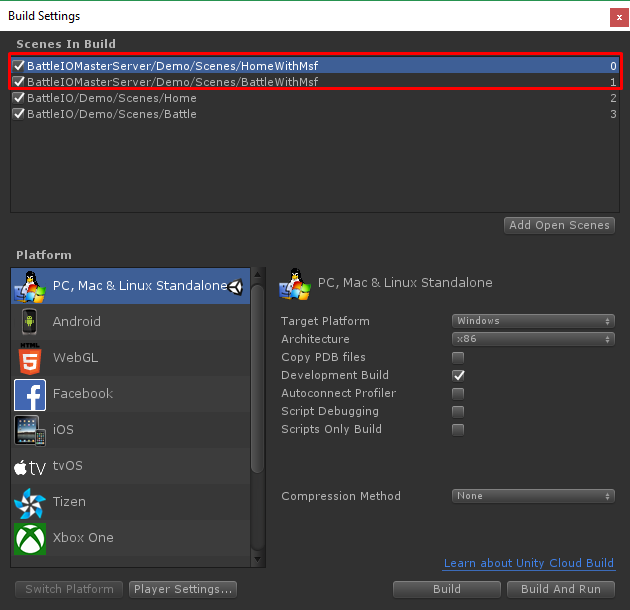 Build Settings
x
Scenes In Build
BattleIOMasterServer/Demo/Scenes/HomeWithMsf 0
BattleIOMasterServer/Demo/Scenes/BattleWithMsf 1
BattleIO/Demo/Scenes/Home 2
BattleIO/Demo/Scenes/Battle 3
Add Open Scenes
Platform
PC, Mac & Linux Standalone
Android
HTML
5
WebGL
f
Facebook
iOS
tv
tvOS
Tizen
Xbox One
PC, Mac & Linux Standalone
Target Platform Windows
Architecture x86
Copy PDB files
Development Build
Autoconnect Profiler
Script Debugging
Scripts Only Build
Compression Method None
Learn about Unity Cloud Build
Switch Platform Player Settings... Build Build And Run